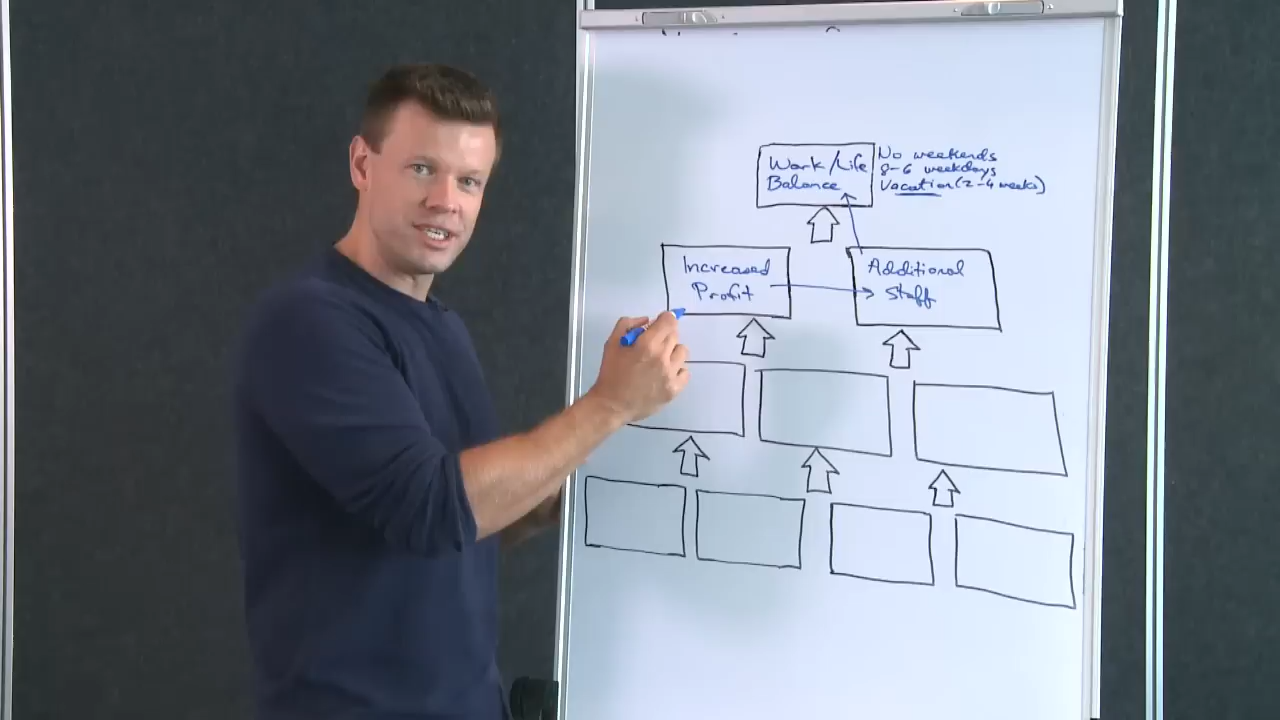 Work/Life
Balance
No weekends
8-6 weekdays
Vacation (2-4 weeks)
Increased
Profit
Additional
Staff